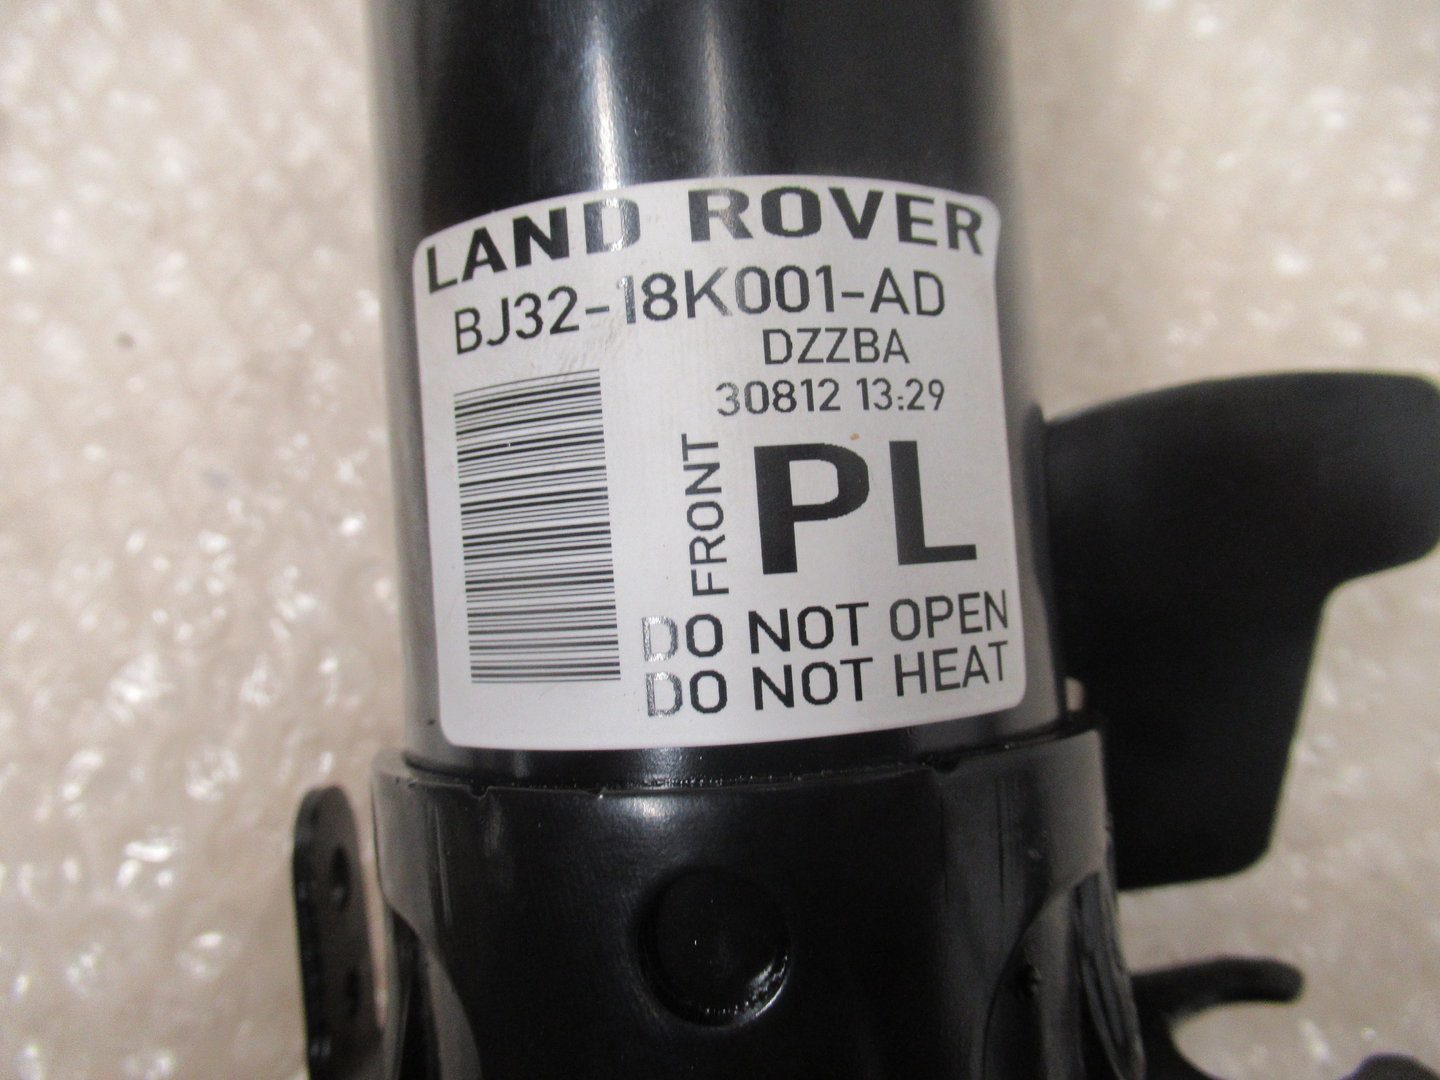 LAND ROVER
BJ32-18K001-AD
DZZBA
30812 13:29
FRONT
PL
DO NOT OPEN
DO NOT HEAT